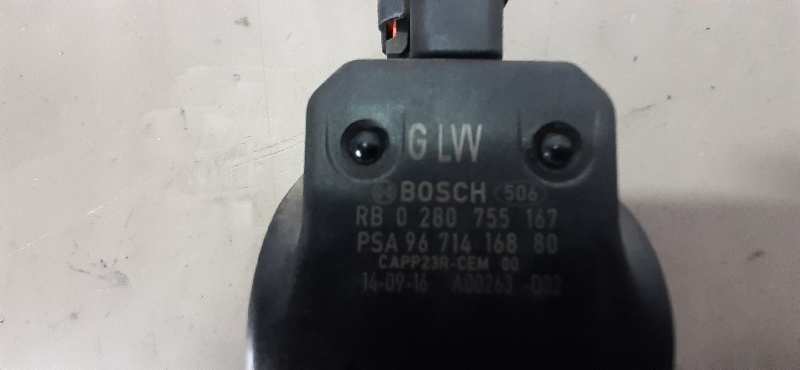 G LW
BOSCH 506
RB 0 280 755 167
PSA 96 714 168 80
CAPP23R-CEM 00
14-09-16 A00263 -D02